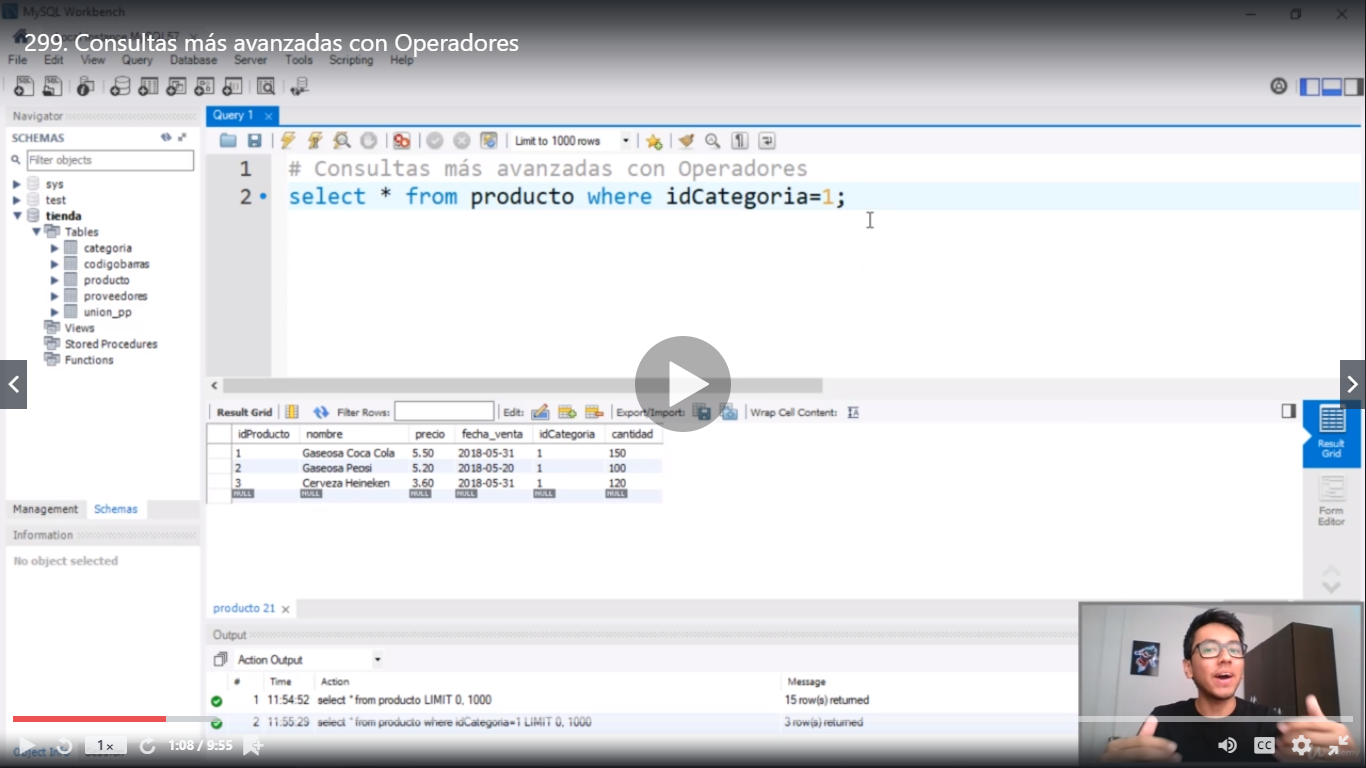 MySQL Workbench
299. Consultas más avanzadas con Operadores
File Edit View Query Database Server Tools Scripting Help
Navigator
SCHEMAS
Filter objects
sys
test
tienda
Tables
categoria
codigobarras
producto
proveedores
union_pp
Views
Stored Procedures
Functions
Management Schemas
Information
No object selected
Query 1
Limit to 1000 rows
1 # Consultas más avanzadas con Operadores
2 select * from producto where idCategoria=1;
Result Grid Filter Rows: Edit: Export/Import: Wrap Cell Content:
idProducto nombre precio fecha_venta idCategoria cantidad
1 Gaseosa Coca Cola 5.50 2018-05-31 1 150
2 Gaseosa Pepsi 5.20 2018-05-20 1 100
3 Cerveza Heineken 3.60 2018-05-31 1 120
NULL NULL NULL NULL NULL NULL
Result
Grid
Form
Editor
producto 21
Output
Action Output
# Time Action Message
1 11:54:52 select * from producto LIMIT 0, 1000 15 row(s) returned
2 11:55:29 select * from producto where idCategoria=1 LIMIT 0, 1000 3 row(s) returned
1x 1:08 / 9:55 CC